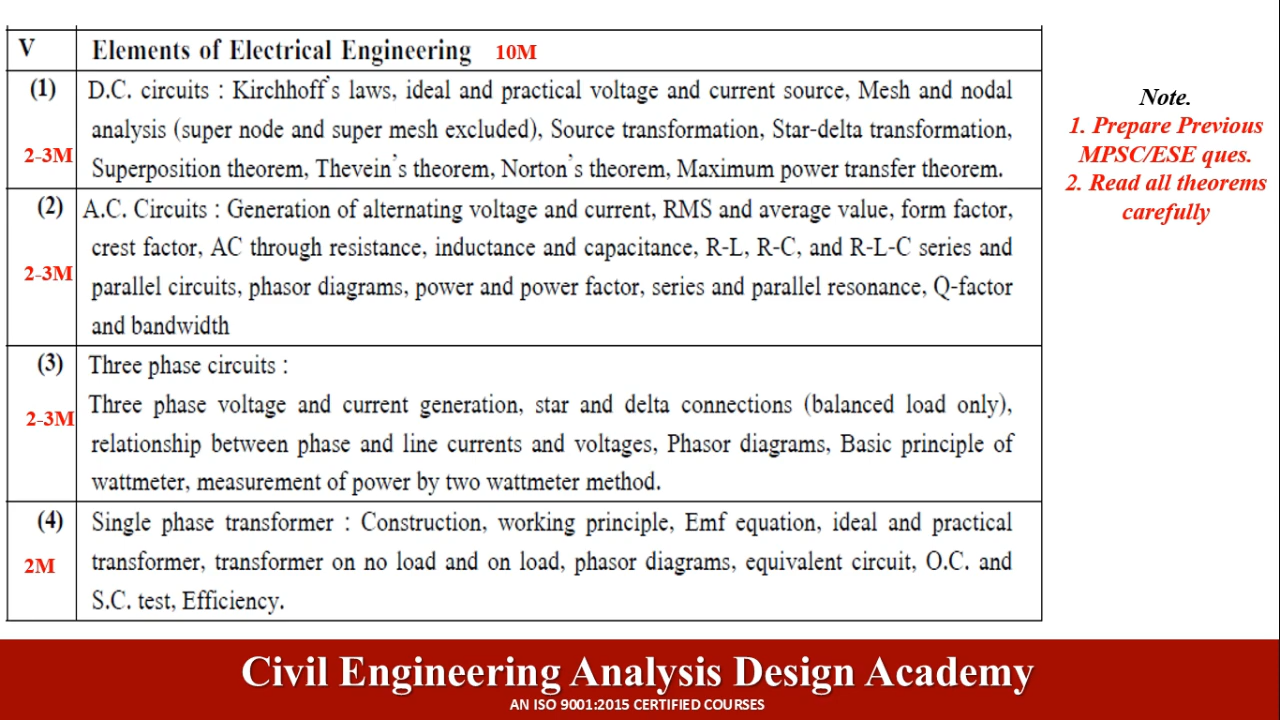 V Elements of Electrical Engineering 10M
(1) D.C. circuits : Kirchhoff's laws, ideal and practical voltage and current source, Mesh and nodal
analysis (super node and super mesh excluded), Source transformation, Star-delta transformation,
2-3M
Superposition theorem, Thevein's theorem, Norton's theorem, Maximum power transfer theorem.
(2) A.C. Circuits : Generation of alternating voltage and current, RMS and average value, form factor,
crest factor, AC through resistance, inductance and capacitance, R-L, R-C, and R-L-C series and
2-3M
parallel circuits, phasor diagrams, power and power factor, series and parallel resonance, Q-factor
and bandwidth
(3) Three phase circuits :
Three phase voltage and current generation, star and delta connections (balanced load only),
2-3M
relationship between phase and line currents and voltages, Phasor diagrams, Basic principle of
wattmeter, measurement of power by two wattmeter method.
(4) Single phase transformer : Construction, working principle, Emf equation, ideal and practical
2M
transformer, transformer on no load and on load, phasor diagrams, equivalent circuit, O.C. and
S.C. test, Efficiency.
Note.
1. Prepare Previous
MPSC/ESE ques.
2. Read all theorems
carefully
Civil Engineering Analysis Design Academy
AN ISO 9001:2015 CERTIFIED COURSES